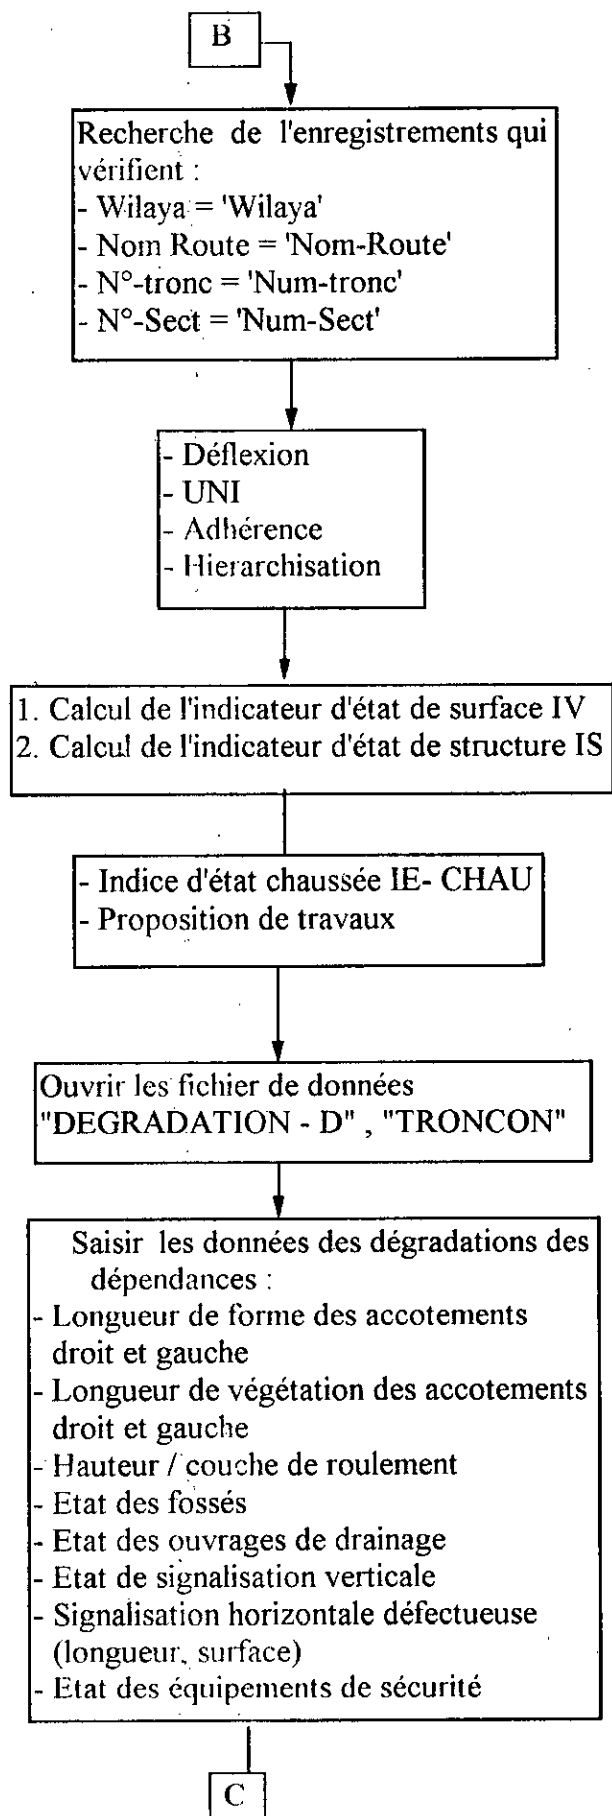 B
Recherche de l'enregistrements qui
vérifient :
- Wilaya = 'Wilaya'
- Nom Route = 'Nom-Route'
- N°-tronc = 'Num-tronc'
- N°-Sect = 'Num-Sect'
- Déflexion
- UNI
- Adhérence
- Hierarchisation
1. Calcul de l'indicateur d'état de surface IV
2. Calcul de l'indicateur d'état de structure IS
- Indice d'état chaussée IE- CHAU
- Proposition de travaux
Ouvrir les fichier de données
"DEGRADATION - D" , "TRONCON"
Saisir les données des dégradations des
dépendances :
- Longueur de forme des accotements
droit et gauche
- Longueur de végétation des accotements
droit et gauche
- Hauteur / couche de roulement
- Etat des fossés
- Etat des ouvrages de drainage
- Etat de signalisation verticale
- Signalisation horizontale défectueuse
(longueur, surface)
- Etat des équipements de sécurité
C